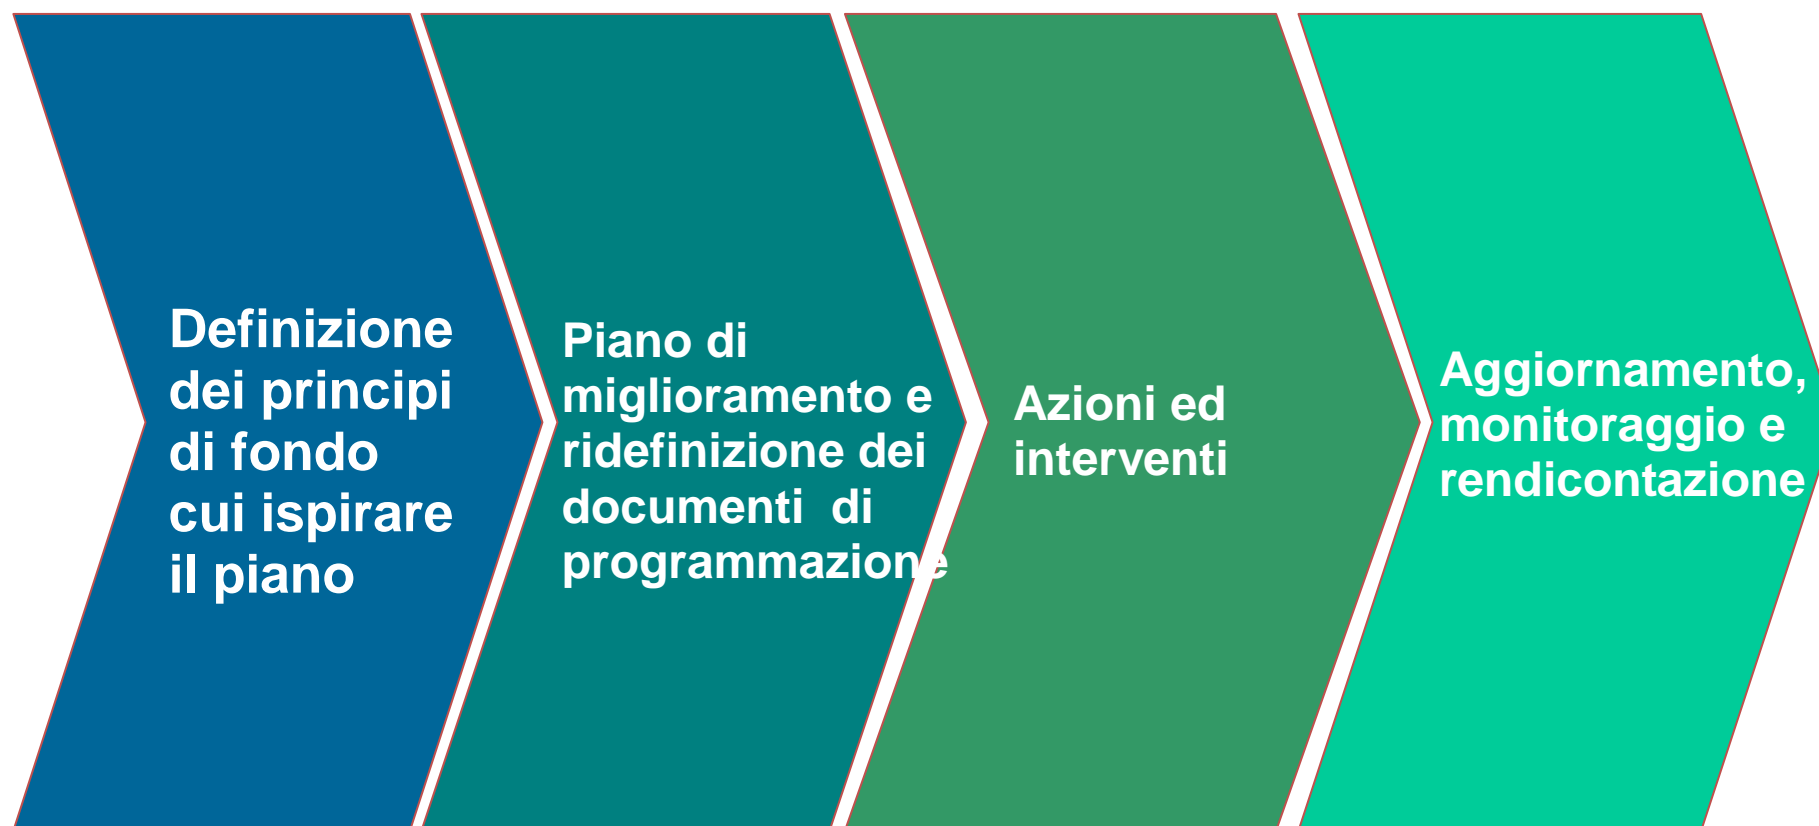 Definizione
dei principi
di fondo
cui ispirare
il piano
Piano di
miglioramento e
ridefinizione dei
documenti  di
programmazione
Azioni ed
interventi
Aggiornamento,
monitoraggio e
rendicontazione